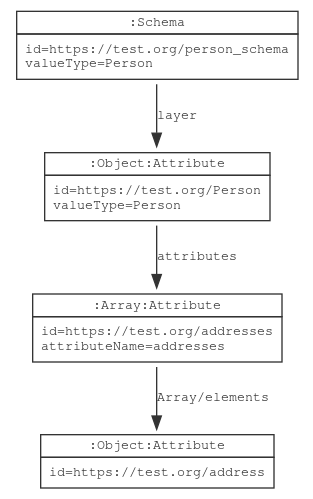 :Schema
id=https://test.org/person_schema
valueType=Person
layer
:Object:Attribute
id=https://test.org/Person
valueType=Person
attributes
:Array:Attribute
id=https://test.org/addresses
attributeName=addresses
Array/elements
:Object:Attribute
id=https://test.org/address